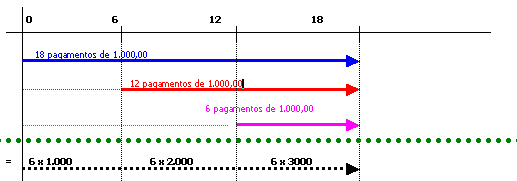 0 6 12 18
18 pagamentos de 1.000,00
12 pagamentos de 1.000,00
6 pagamentos de 1.000,00
= 6 x 1.000 6 x 2.000 6 x 3000